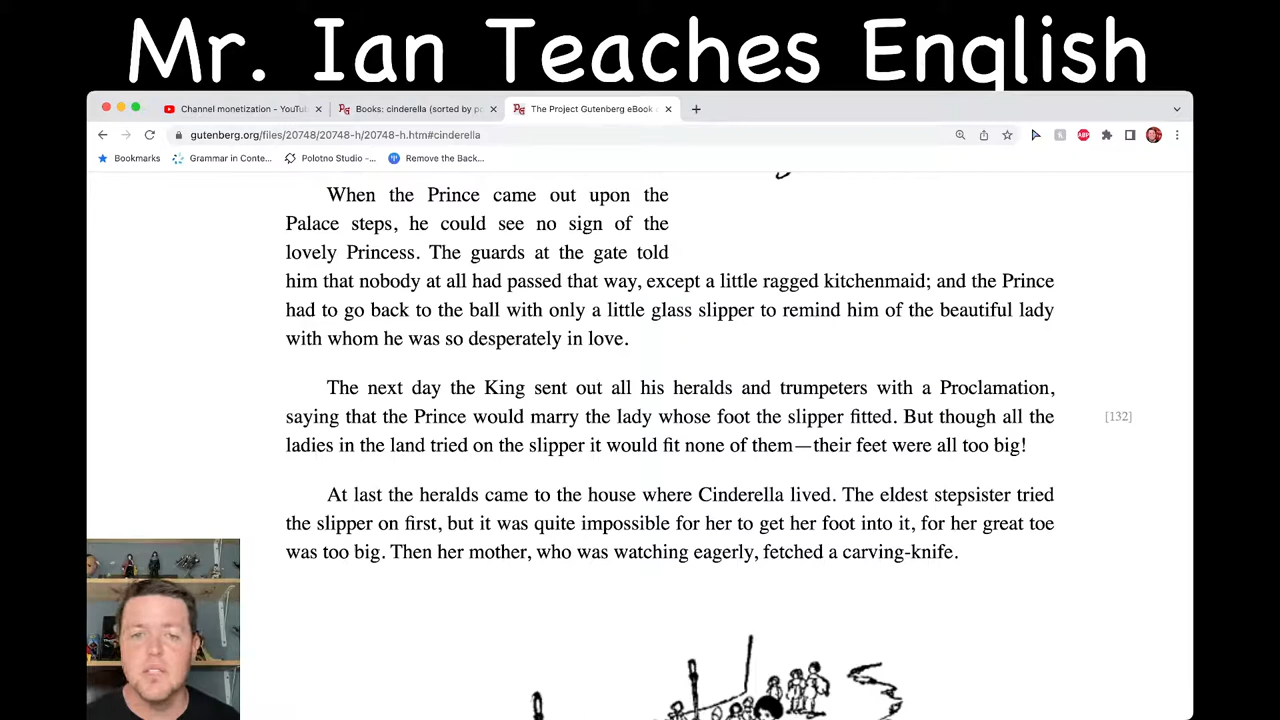 Mr. Ian Teaches English
Channel monetization - YouTu
Books: cinderella (sorted by po
The Project Gutenberg eBook
gutenberg.org/files/20748/20748-h/20748-h.htm#cinderella
Bookmarks
Grammar in Conte...
Polotno Studio -...
Remove the Back...
ABP
When the Prince came out upon the
Palace steps, he could see no sign of the
lovely Princess. The guards at the gate told
him that nobody at all had passed that way, except a little ragged kitchenmaid; and the Prince
had to go back to the ball with only a little glass slipper to remind him of the beautiful lady
with whom he was so desperately in love.
The next day the King sent out all his heralds and trumpeters with a Proclamation,
saying that the Prince would marry the lady whose foot the slipper fitted. But though all the
[132]
ladies in the land tried on the slipper it would fit none of them—their feet were all too big!
At last the heralds came to the house where Cinderella lived. The eldest stepsister tried
the slipper on first, but it was quite impossible for her to get her foot into it, for her great toe
was too big. Then her mother, who was watching eagerly, fetched a carving-knife.